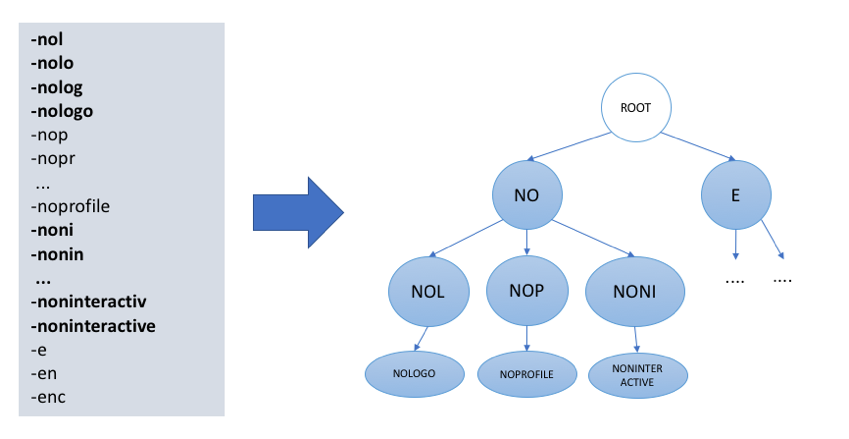 -nol
-nolo
-nolog
-nologo
-nop
-nopr
...
-noprofile
-noni
-nonin
...
-noninteractiv
-noninteractive
-e
-en
-enc
ROOT
NO
E
NOL
NOP
NONI
....
....
NOLOGO
NOPROFILE
NONINTER
ACTIVE